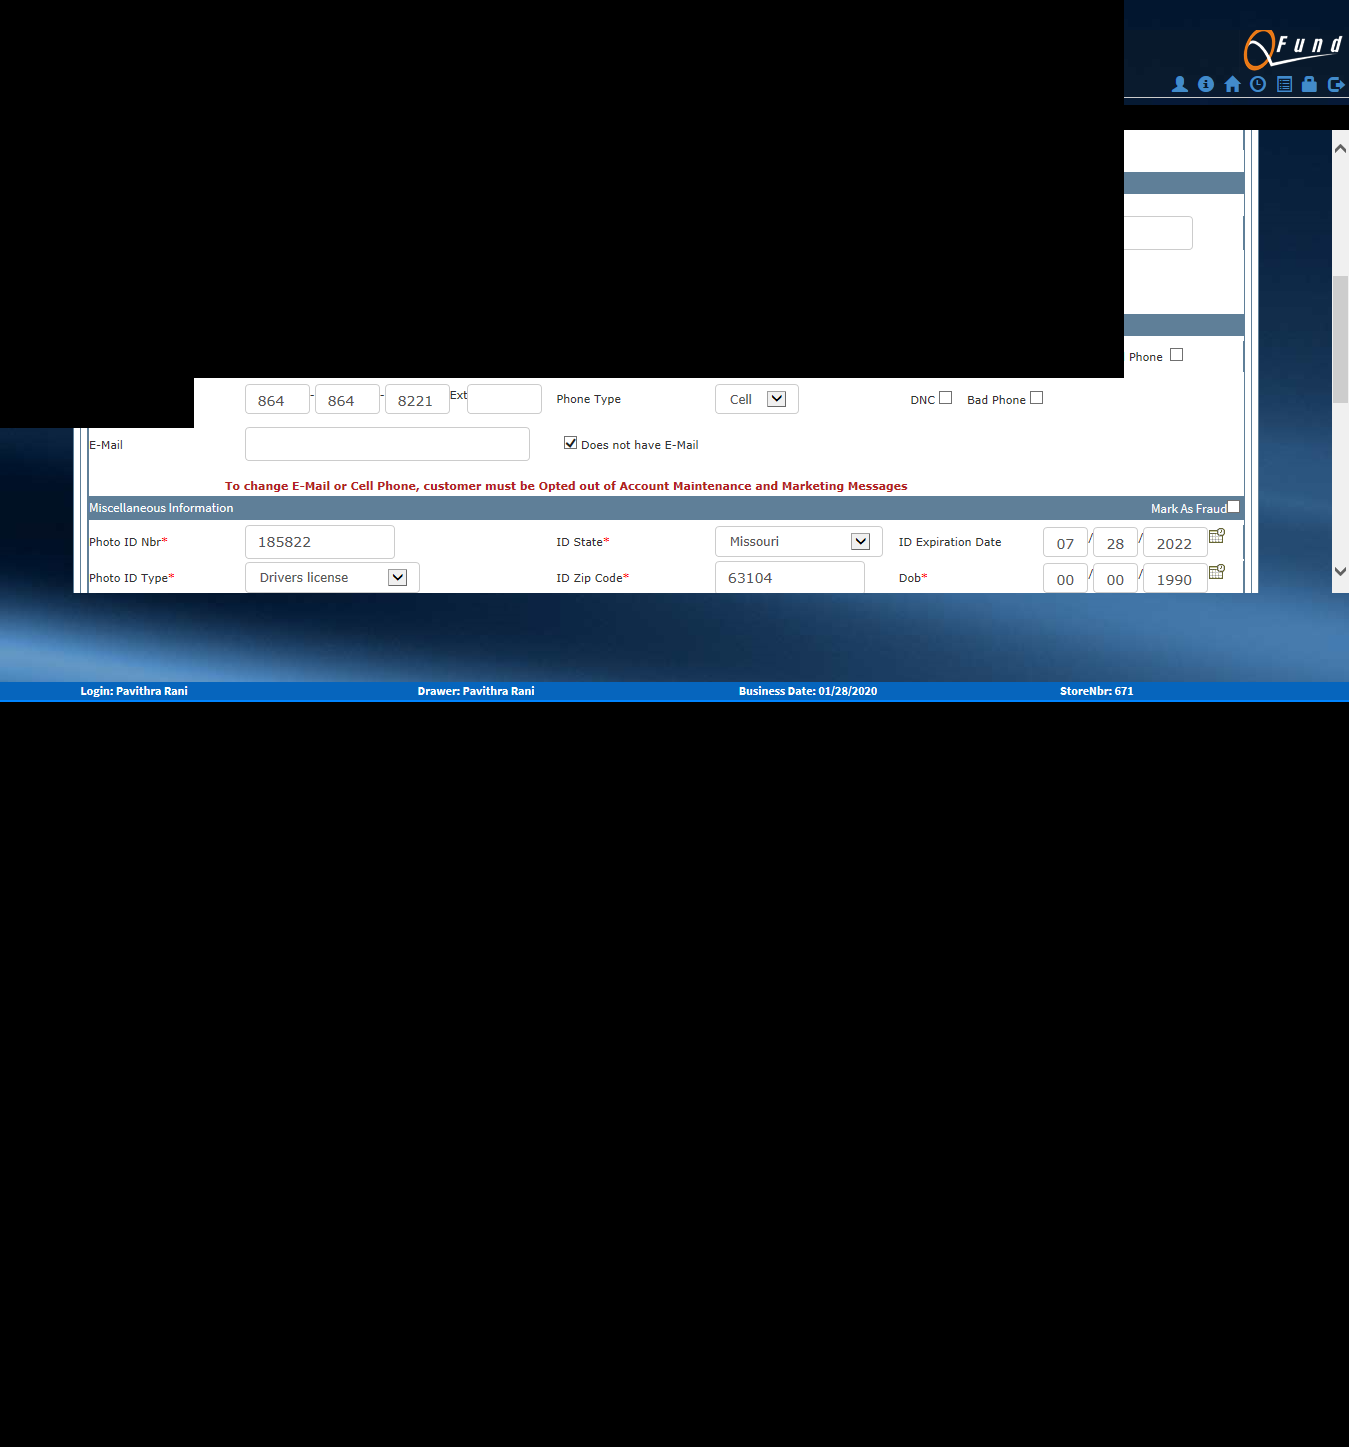 Fund
Phone
864 - 864 - 8221 Ext Phone Type Cell DNC Bad Phone
E-Mail Does not have E-Mail
To change E-Mail or Cell Phone, customer must be Opted out of Account Maintenance and Marketing Messages
Miscellaneous Information Mark As Fraud
Photo ID Nbr* 185822 ID State* Missouri ID Expiration Date 07 / 28 / 2022
Photo ID Type* Drivers license ID Zip Code* 63104 Dob* 00 / 00 / 1990
Login: Pavithra Rani Drawer: Pavithra Rani Business Date: 01/28/2020 StoreNbr: 671